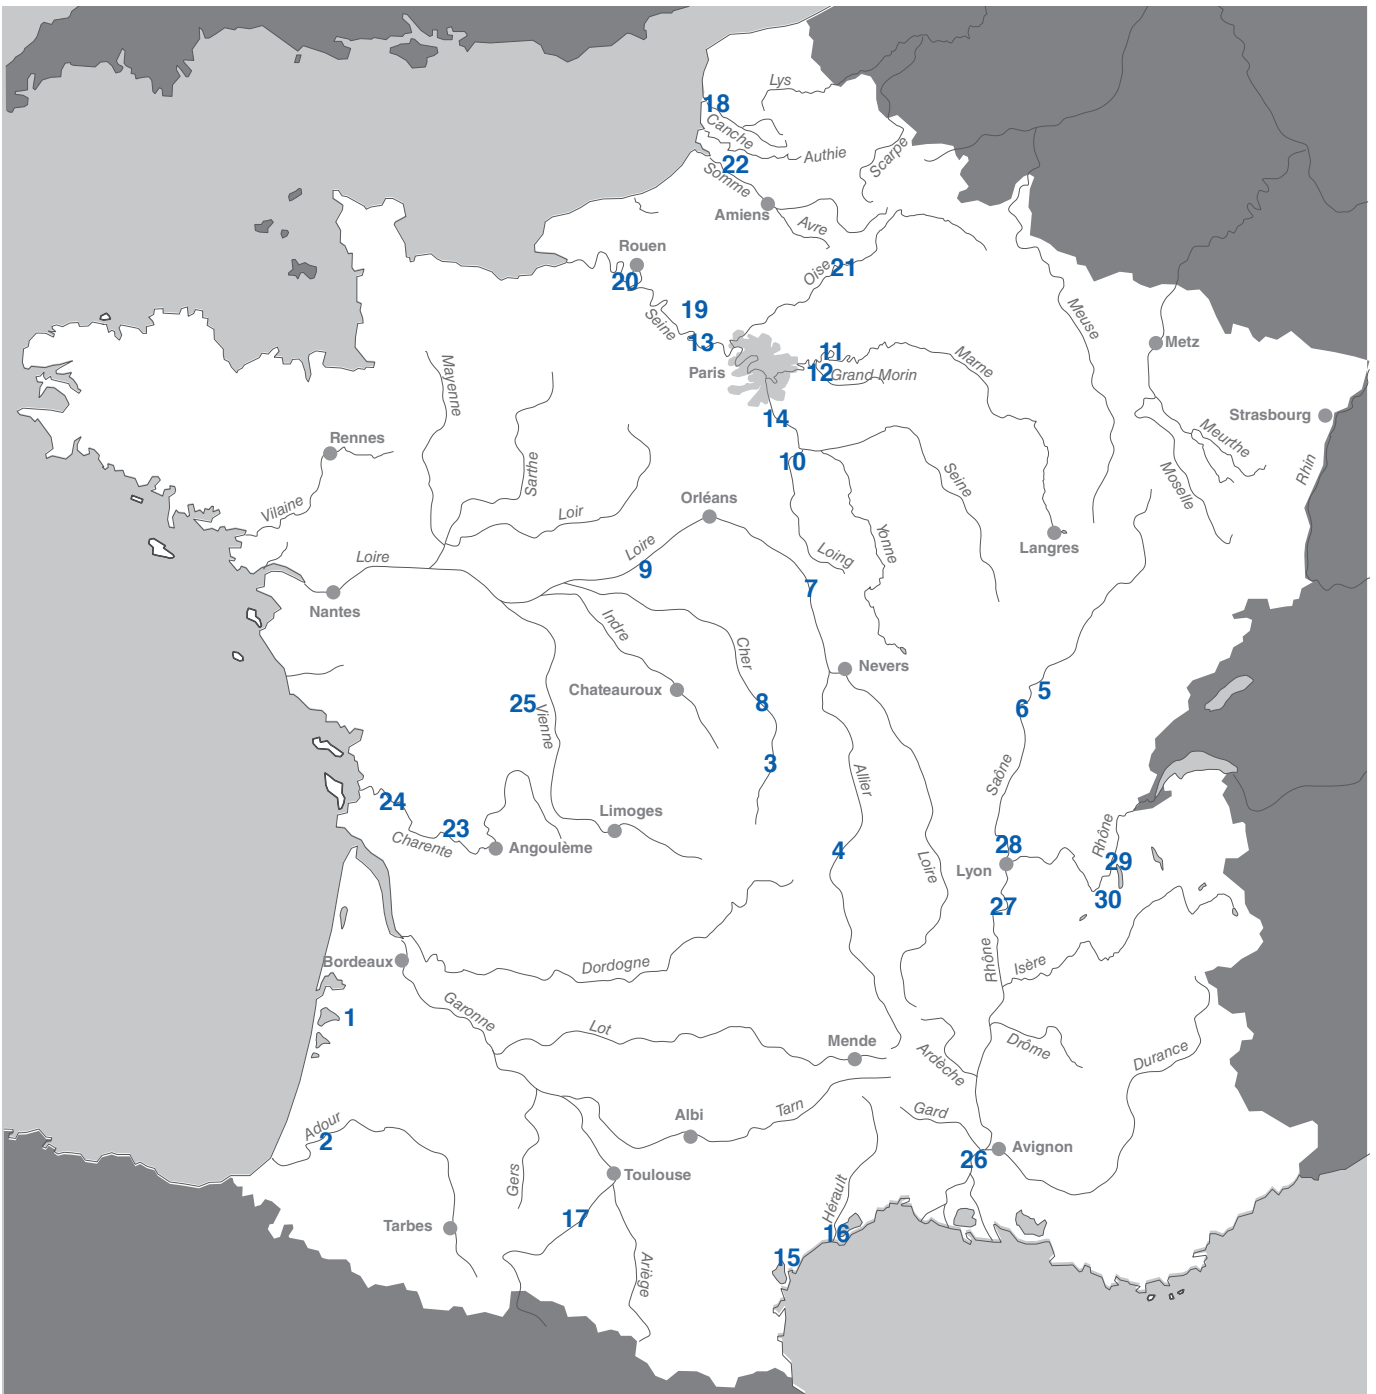 Lys
18
Canche
Authie
Scarpe
22
Somme
Amiens
Avre
Rouen
20
Oise
21
19
Seine
13
Meuse
Metz
11
Paris
12
Grand Morin
Marne
Mayenne
14
Strasbourg
Meurthe
Rennes
10
Sarthe
Seine
Moselle
Rhin
Vilaine
Orléans
Loir
Loire
Loire
9
Loing
Yonne
Langres
7
Nantes
Indre
Cher
Nevers
Chateauroux
25
Vienne
8
5
6
3
Allier
Saône
24
23
Charente
Angoulème
Limoges
4
Loire
28
Lyon
Rhône
29
30
27
Bordeaux
Dordogne
Rhône
Isère
1
Garonne
Lot
Mende
Ardèche
Drôme
Durance
Adour
2
Albi
Tarn
Gard
Avignon
26
Gers
Toulouse
Hérault
Tarbes
17
16
15
Ariège